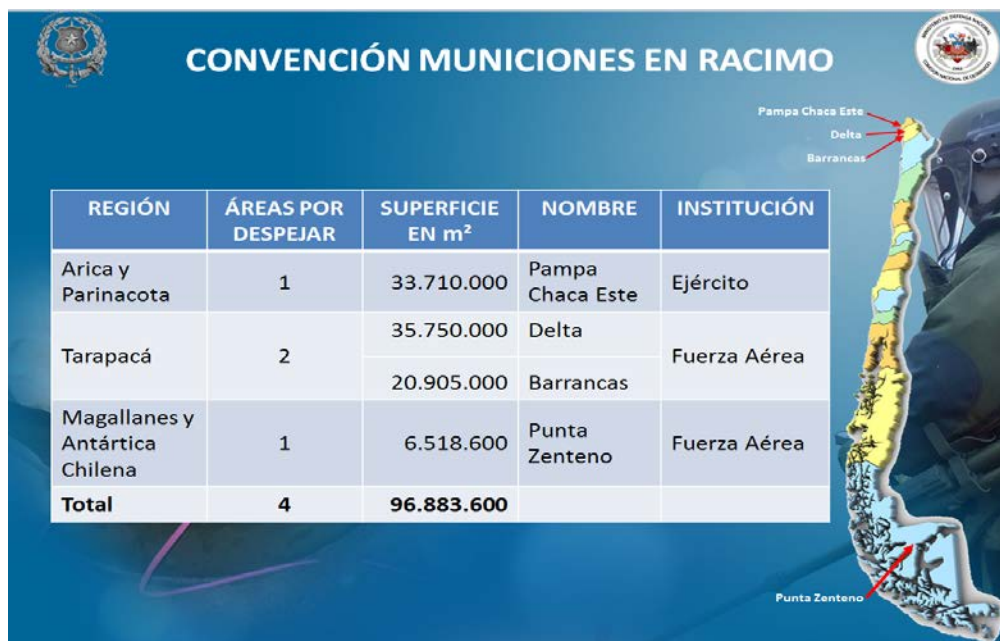 CONVENCIÓN MUNICIONES EN RACIMO
Pampa Chaca Este
Delta
Barrancas
REGIÓN ÁREAS POR DESPEJAR SUPERFICIE EN m² NOMBRE INSTITUCIÓN
Arica y Parinacota 1 33.710.000 Pampa Chaca Este Ejército
Tarapacá 2 35.750.000 Delta Fuerza Aérea
20.905.000 Barrancas
Magallanes y Antártica Chilena 1 6.518.600 Punta Zenteno Fuerza Aérea
Total 4 96.883.600
Punta Zenteno